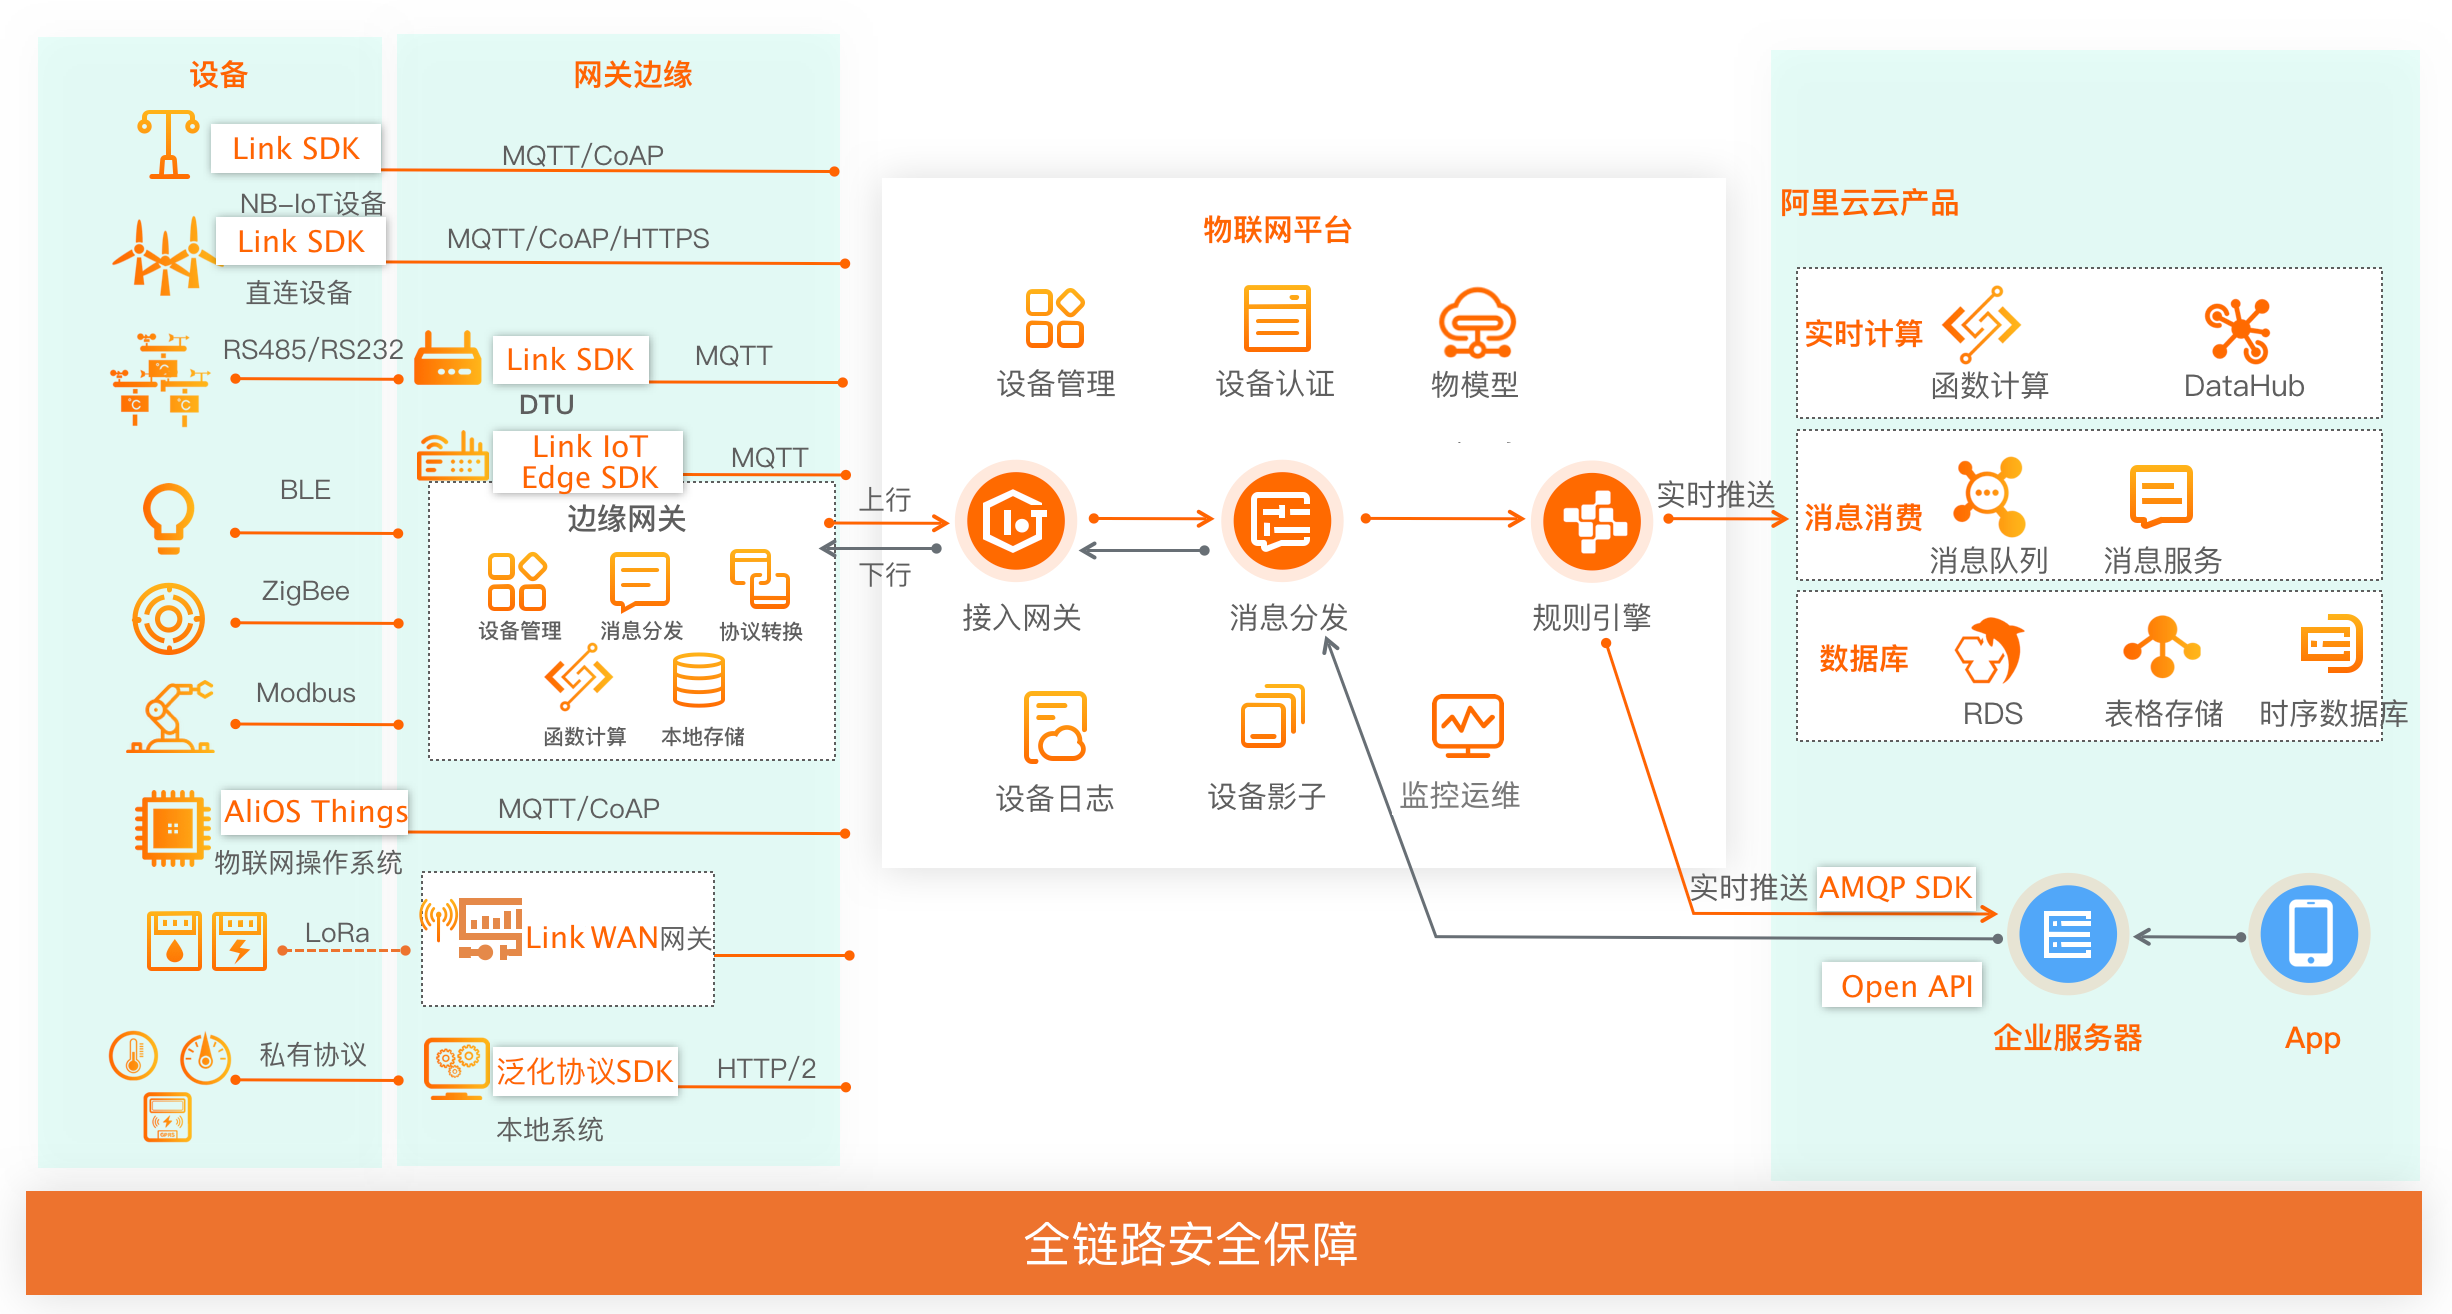 设备
Link SDK
NB-IoT设备
Link SDK
直连设备
RS485/RS232
BLE
ZigBee
Modbus
AliOS Things
物联网操作系统
LoRa
私有协议
网关边缘
MQTT/CoAP
MQTT/CoAP/HTTPS
Link SDK
MQTT
DTU
Link IoT
Edge SDK
MQTT
边缘网关
设备管理
消息分发
协议转换
函数计算
本地存储
MQTT/CoAP
Link WAN网关
泛化协议SDK
HTTP/2
本地系统
上行
下行
物联网平台
设备管理
设备认证
物模型
IoT
接入网关
消息分发
规则引擎
设备日志
设备影子
监控运维
实时推送
实时推送
AMQP SDK
Open API
阿里云云产品
实时计算
函数计算
DataHub
消息消费
消息队列
消息服务
数据库
RDS
表格存储
时序数据库
企业服务器
App
全链路安全保障